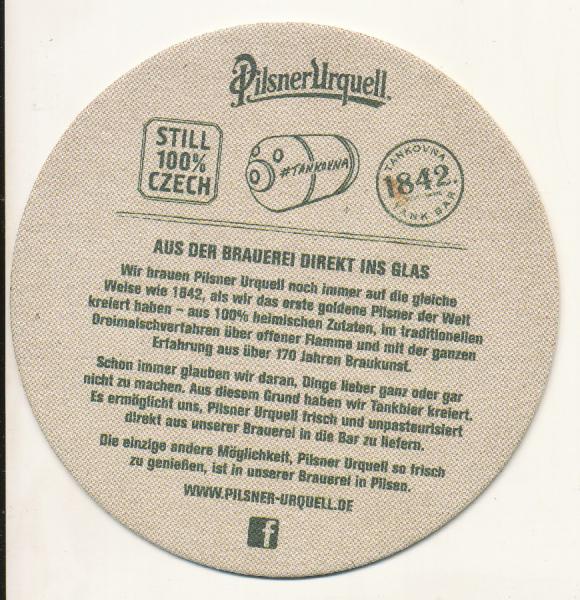 Pilsner Urquell
STILL
100%
CZECH
#TANKOVNA
TANKOVNA
1842
TANK BAR
AUS DER BRAUEREI DIREKT INS GLAS
Wir brauen Pilsner Urquell noch immer auf die gleiche
Weise wie 1842, als wir das erste goldene Pilsner der Welt
kreiert haben – aus 100% heimischen Zutaten, im traditionellen
Dreimaischverfahren über offener Flamme und mit der ganzen
Erfahrung aus über 170 Jahren Braukunst.
Schon immer glauben wir daran, Dinge lieber ganz oder gar
nicht zu machen. Aus diesem Grund haben wir Tankbier kreiert.
Es ermöglicht uns, Pilsner Urquell frisch und unpasteurisiert
direkt aus unserer Brauerei in die Bar zu liefern.
Die einzige andere Möglichkeit, Pilsner Urquell so frisch
zu genießen, ist in unserer Brauerei in Pilsen.
WWW.PILSNER-URQUELL.DE
f